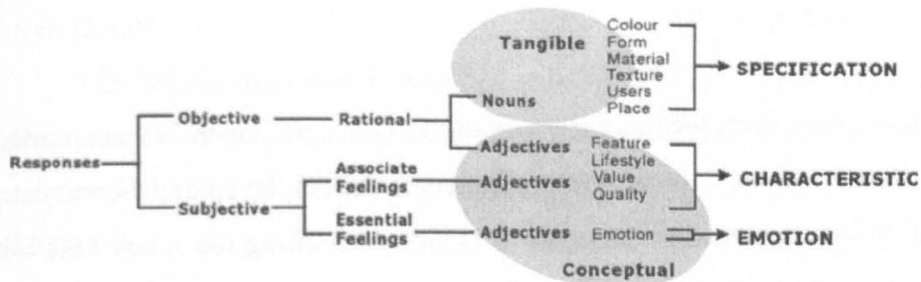 Tangible
Colour
Form
Material
Texture
Users
Place
SPECIFICATION
Nouns
Objective
Rational
Responses
Adjectives
Feature
Lifestyle
Value
Quality
CHARACTERISTIC
Associate
Feelings
Adjectives
Subjective
Essential
Feelings
Adjectives
Emotion
EMOTION
Conceptual